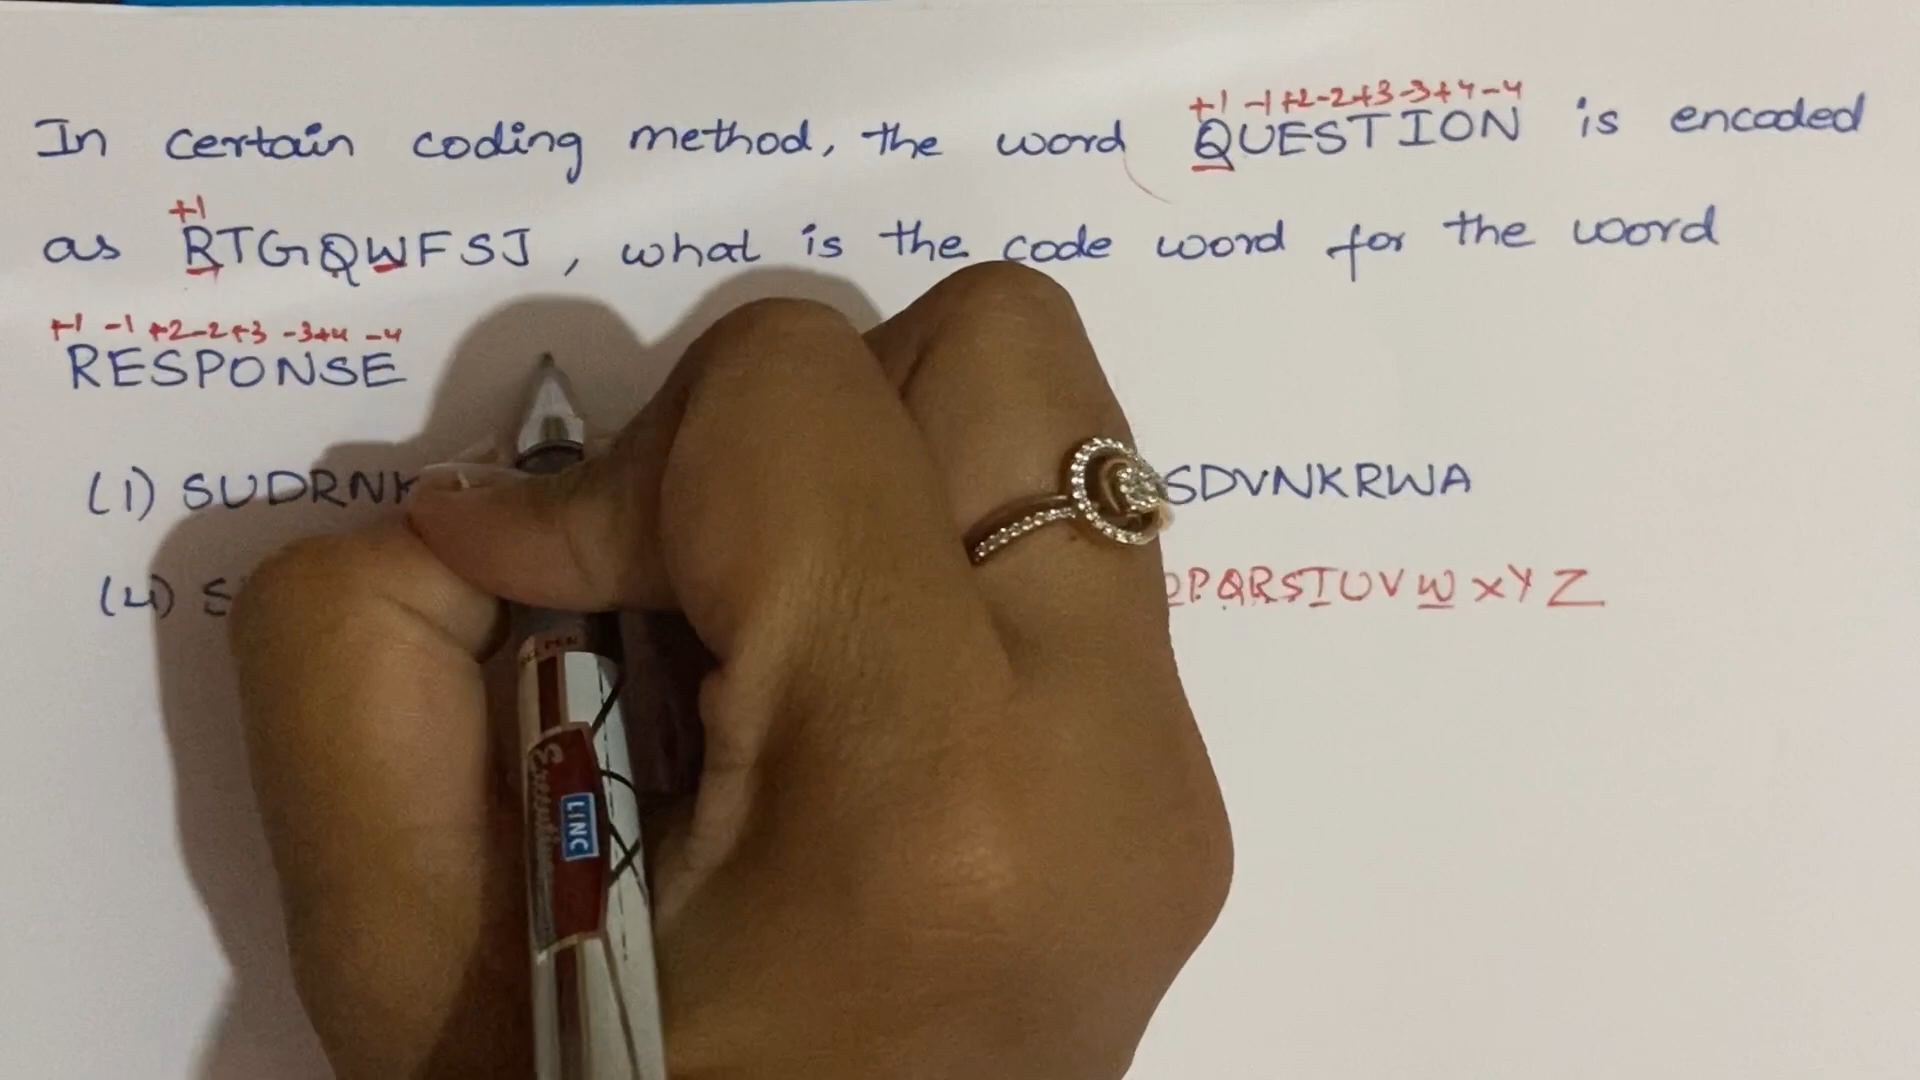 +1 -1 +2 -2 +3 -3 +4 -4
In certain coding method, the word QUESTION is encoded
+1
as RTGQWFSJ, what is the code word for the word
+1 -1 +2 -2 +3 -3 +4 -4
RESPONSE
(1) SUDRNK SDVNKRWA
(4) S PQRSTUVWXYZ
LINC